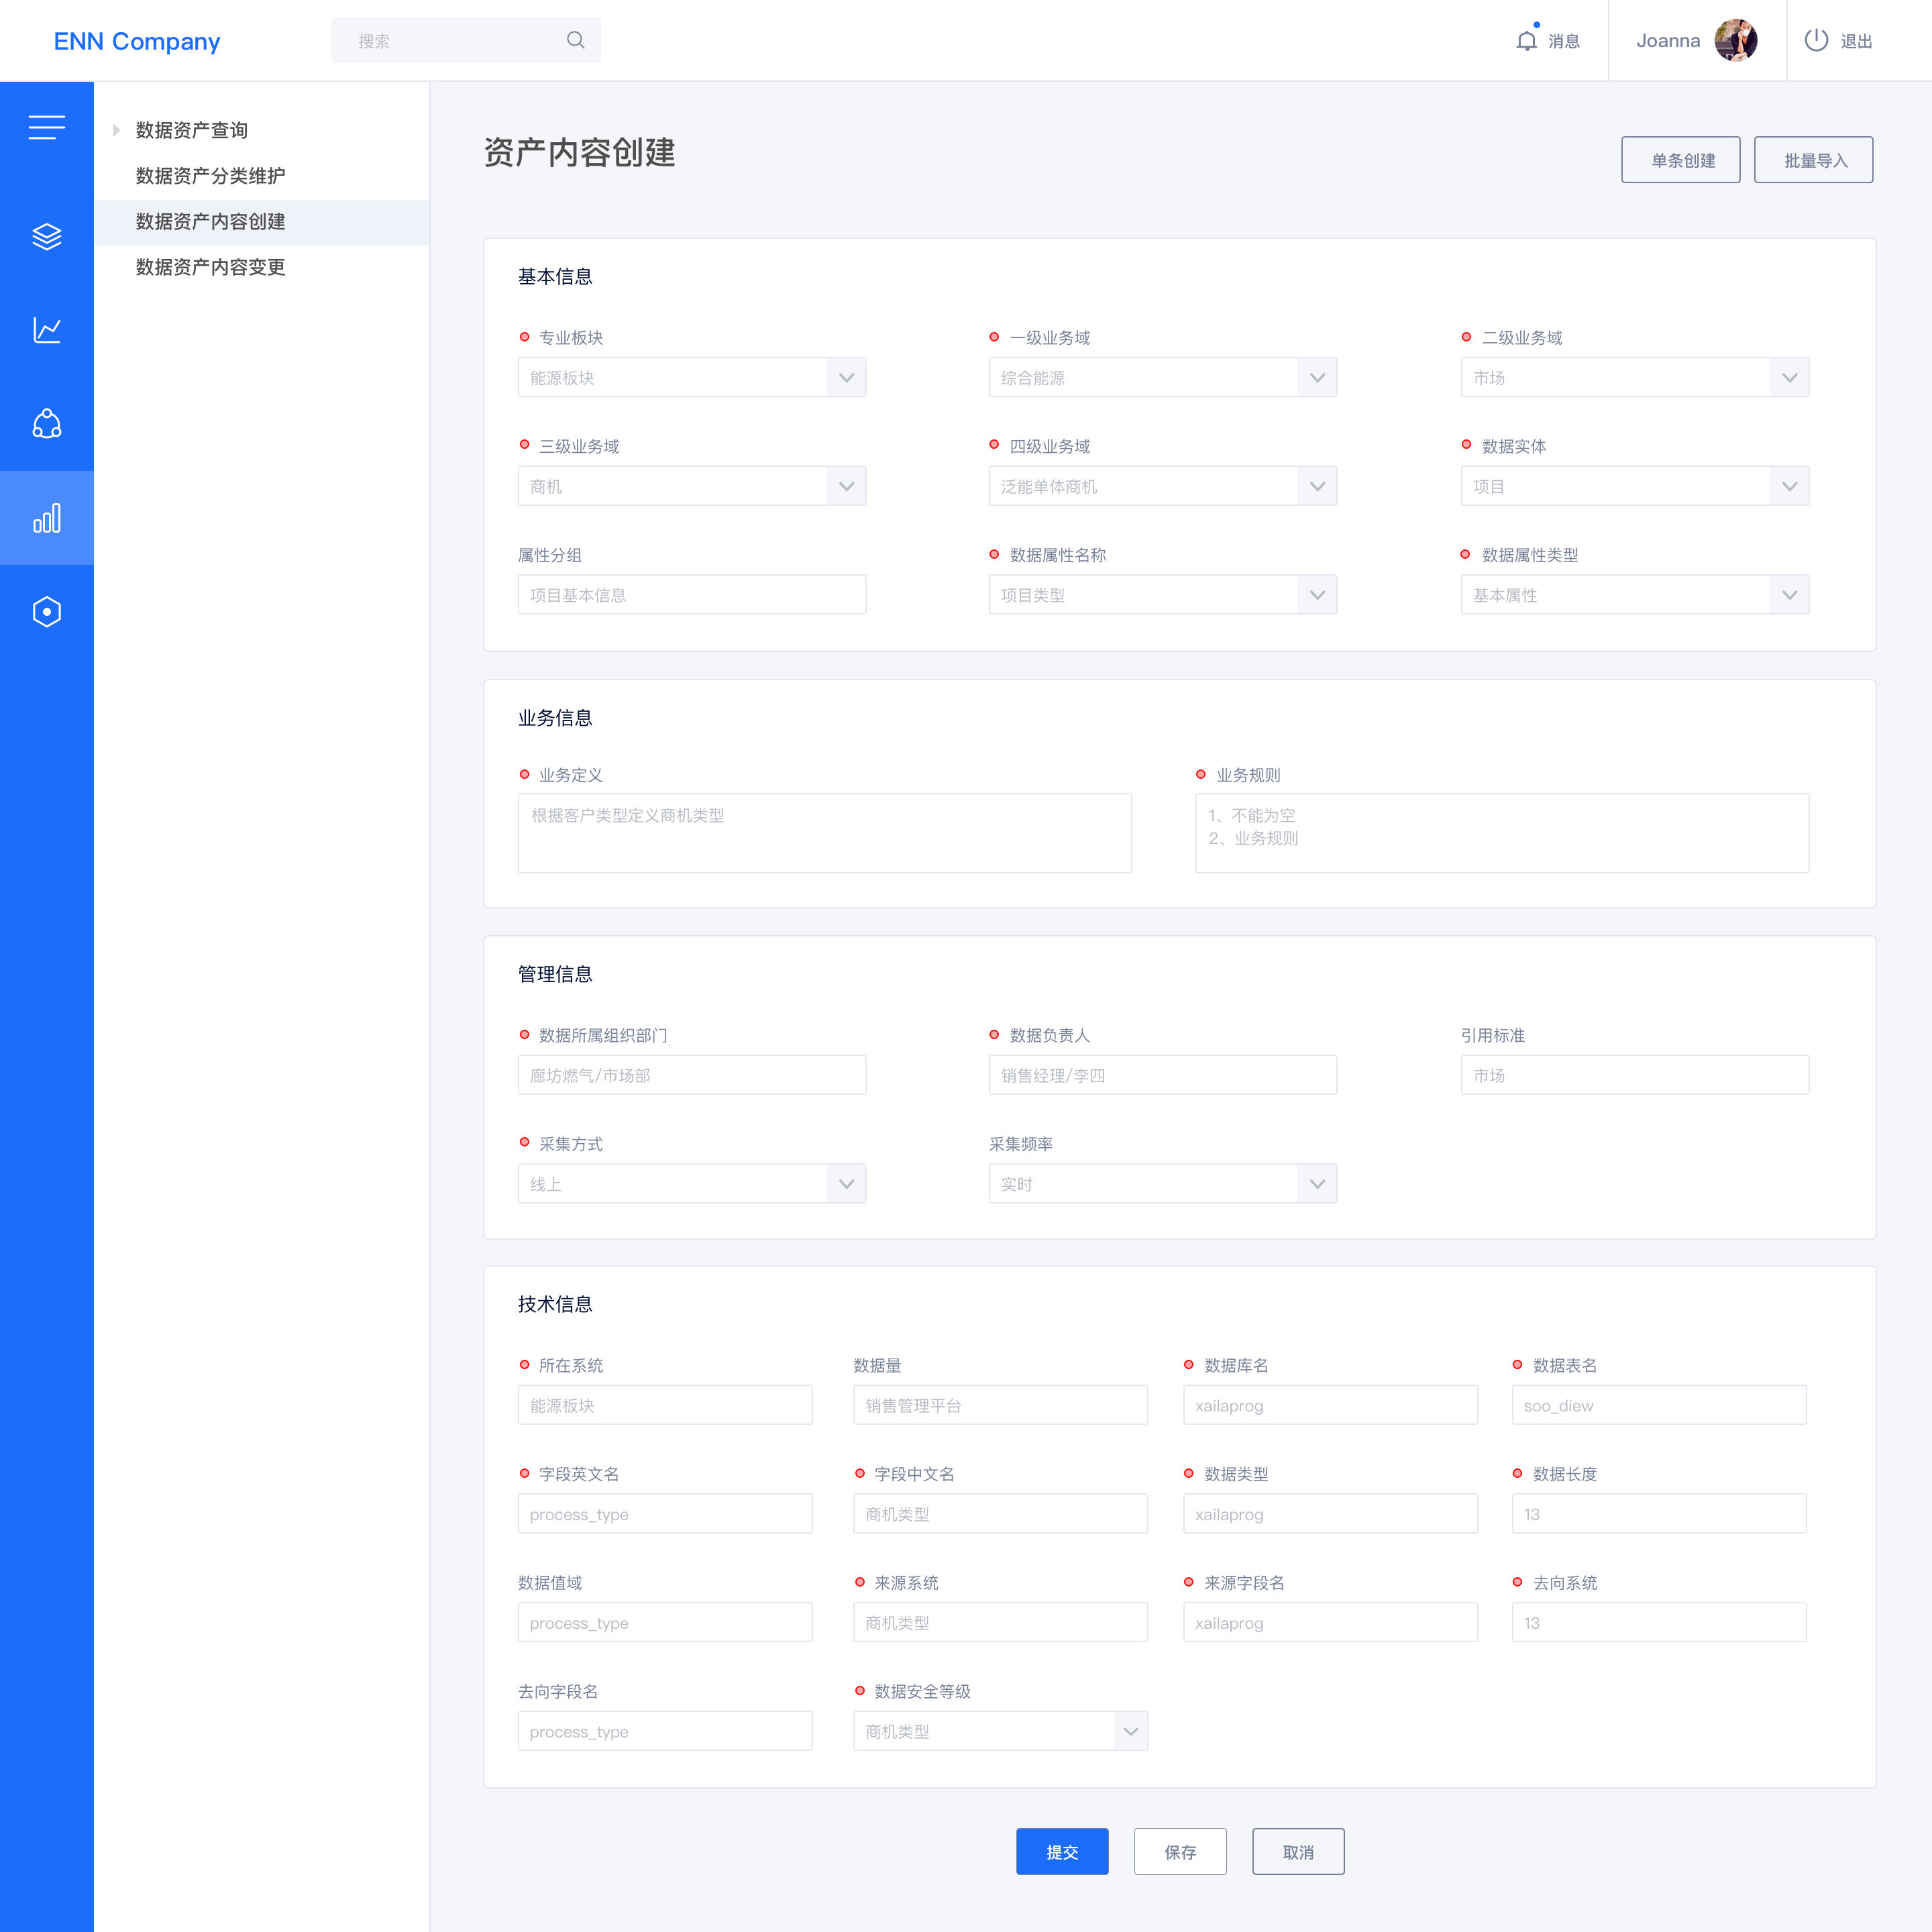 ENN Company
搜索
消息
Joanna
退出
数据资产查询
数据资产分类维护
数据资产内容创建
数据资产内容变更
资产内容创建
单条创建
批量导入
基本信息
专业板块
一级业务域
二级业务域
能源板块
综合能源
市场
三级业务域
四级业务域
数据实体
商机
泛能单体商机
项目
属性分组
数据属性名称
数据属性类型
项目基本信息
项目类型
基本属性
业务信息
业务定义
业务规则
根据客户类型定义商机类型
1、不能为空
2、业务规则
管理信息
数据所属组织部门
数据负责人
引用标准
廊坊燃气/市场部
销售经理/李四
市场
采集方式
采集频率
线上
实时
技术信息
所在系统
数据量
数据库名
数据表名
能源板块
销售管理平台
xailaprog
soo_diew
字段英文名
字段中文名
数据类型
数据长度
process_type
商机类型
xailaprog
13
数据值域
来源系统
来源字段名
去向系统
process_type
商机类型
xailaprog
13
去向字段名
数据安全等级
process_type
商机类型
提交
保存
取消